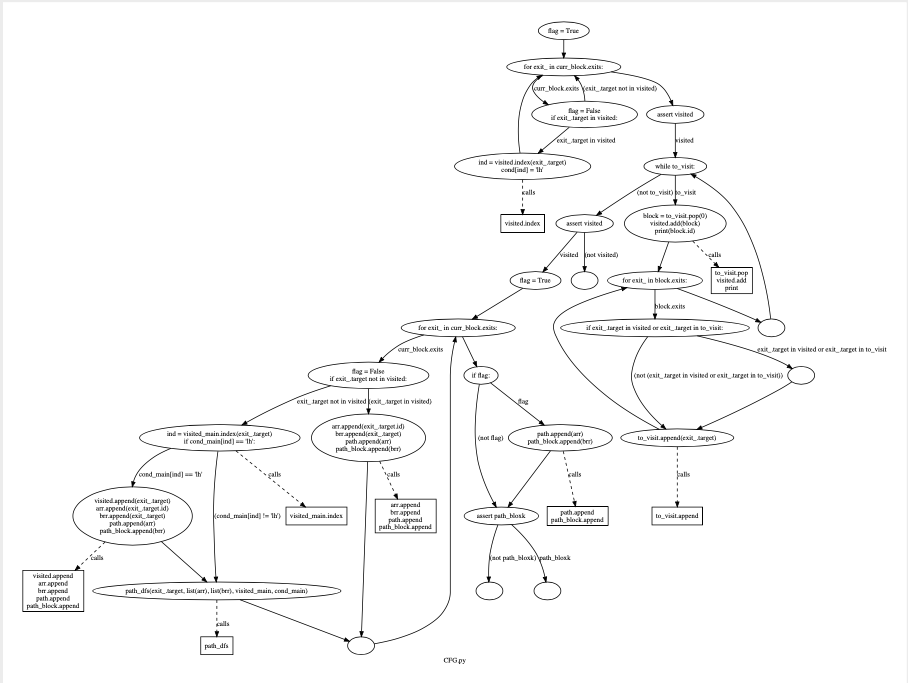 flag = True
for exit_ in curr_block.exits:
curr_block.exits
(exit_.target not in visited)
flag = False
if exit_.target in visited:
assert visited
exit_.target in visited
visited
ind = visited.index(exit_.target)
cond[ind] = 'lh'
while to_visit:
calls
(not to_visit)
to_visit
visited.index
assert visited
block = to_visit.pop(0)
visited.add(block)
print(block.id)
visited
(not visited)
calls
flag = True
for exit_ in block.exits:
to_visit.pop
visited.add
print
block.exits
for exit_ in curr_block.exits:
if exit_.target in visited or exit_.target in to_visit:
curr_block.exits
exit_.target in visited or exit_.target in to_visit
flag = False
if exit_.target not in visited:
if flag:
(not (exit_.target in visited or exit_.target in to_visit))
exit_.target not in visited
(exit_.target in visited)
flag
ind = visited_main.index(exit_.target)
if cond_main[ind] == 'lh':
arr.append(exit_.target.id)
brr.append(exit_.target)
path.append(arr)
path_block.append(brr)
(not flag)
path.append(arr)
path_block.append(brr)
to_visit.append(exit_.target)
cond_main[ind] == 'lh'
calls
calls
calls
calls
visited.append(exit_.target)
arr.append(exit_.target.id)
brr.append(exit_.target)
path.append(arr)
path_block.append(brr)
(cond_main[ind] != 'lh')
visited_main.index
arr.append
brr.append
path.append
path_block.append
assert path_bloxk
path.append
path_block.append
to_visit.append
calls
(not path_bloxk)
path_bloxk
visited.append
arr.append
brr.append
path.append
path_block.append
path_dfs(exit_.target, list(arr), list(brr), visited_main, cond_main)
calls
path_dfs
CFG.py